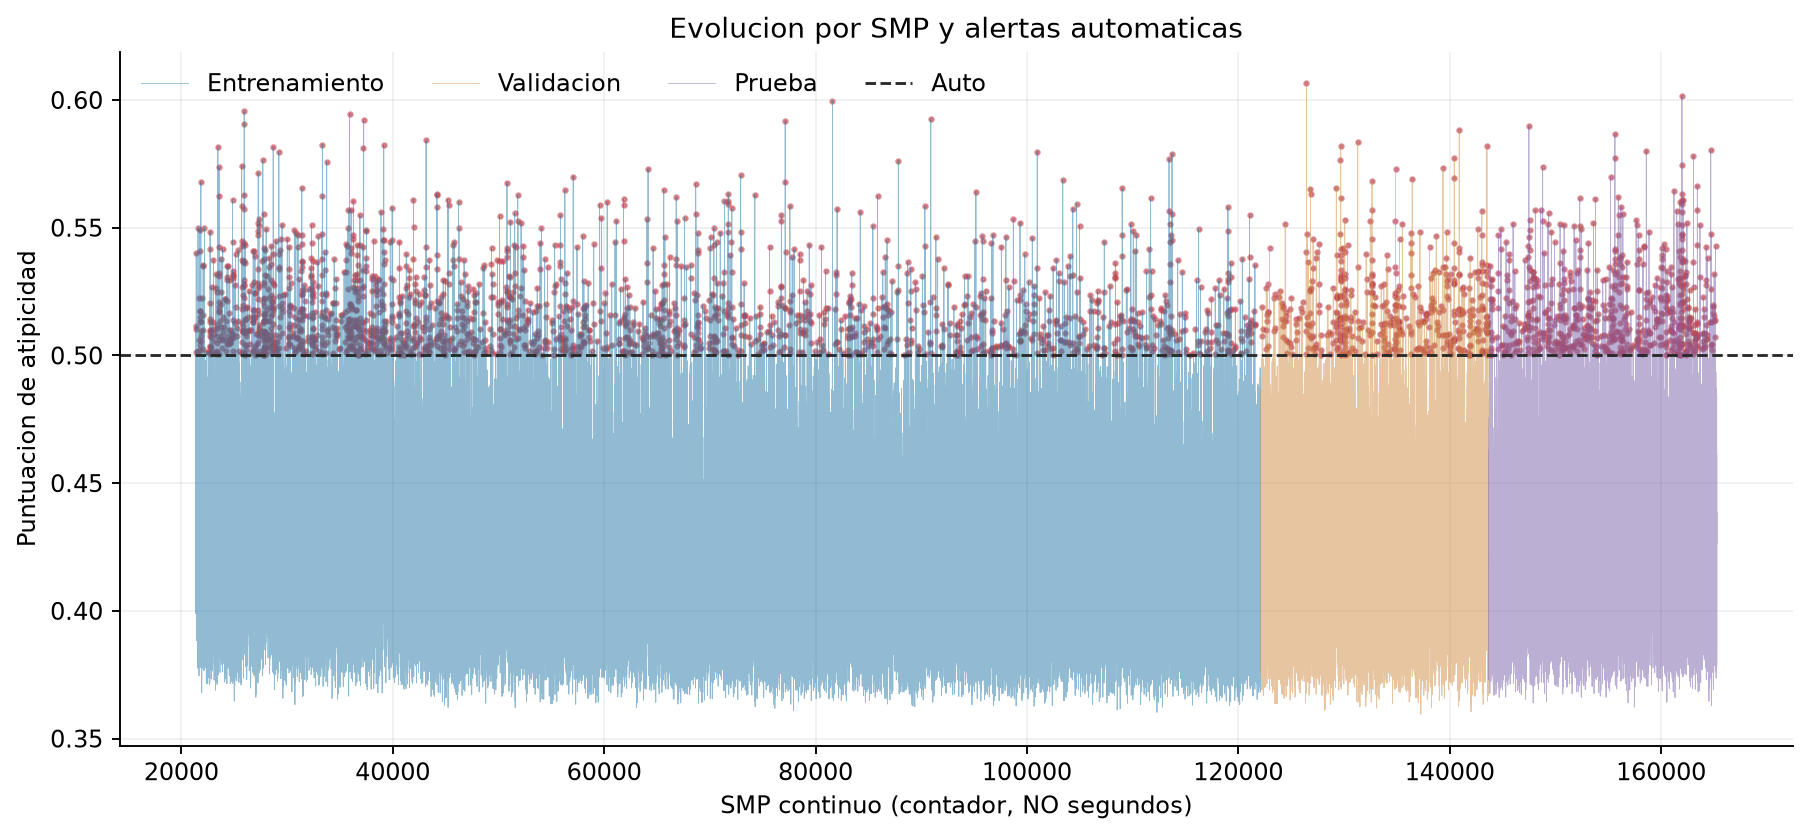 Evolucion por SMP y alertas automaticas
Entrenamiento Validacion Prueba Auto
Puntuacion de atipicidad
0.60
0.55
0.50
0.45
0.40
0.35
20000 40000 60000 80000 100000 120000 140000 160000
SMP continuo (contador, NO segundos)